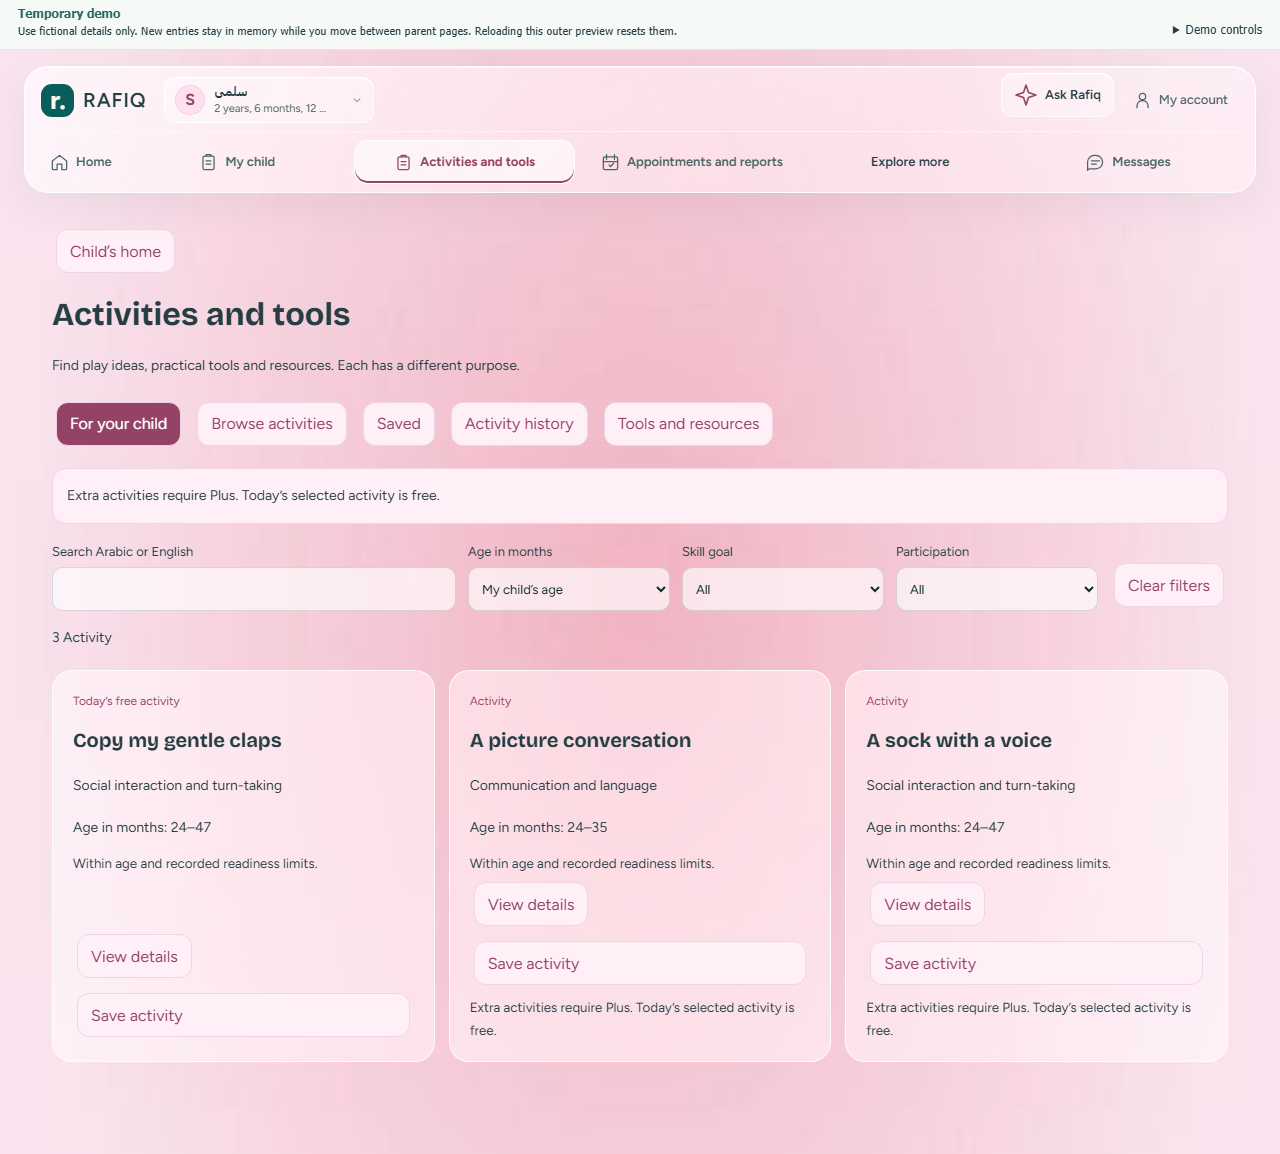 Temporary demo
Use fictional details only. New entries stay in memory while you move between parent pages. Reloading this outer preview resets them.
Demo controls
r.
RAFIQ
S
سلمى
2 years, 6 months, 12 ...
Ask Rafiq
My account
Home
My child
Activities and tools
Appointments and reports
Explore more
Messages
Child's home
Activities and tools
Find play ideas, practical tools and resources. Each has a different purpose.
For your child
Browse activities
Saved
Activity history
Tools and resources
Extra activities require Plus. Today's selected activity is free.
Search Arabic or English
Age in months
Skill goal
Participation
My child's age
All
All
Clear filters
3 Activity
Today's free activity
Copy my gentle claps
Social interaction and turn-taking
Age in months: 24–47
Within age and recorded readiness limits.
View details
Save activity
Activity
A picture conversation
Communication and language
Age in months: 24–35
Within age and recorded readiness limits.
View details
Save activity
Extra activities require Plus. Today's selected activity is
free.
Activity
A sock with a voice
Social interaction and turn-taking
Age in months: 24–47
Within age and recorded readiness limits.
View details
Save activity
Extra activities require Plus. Today's selected activity is
free.